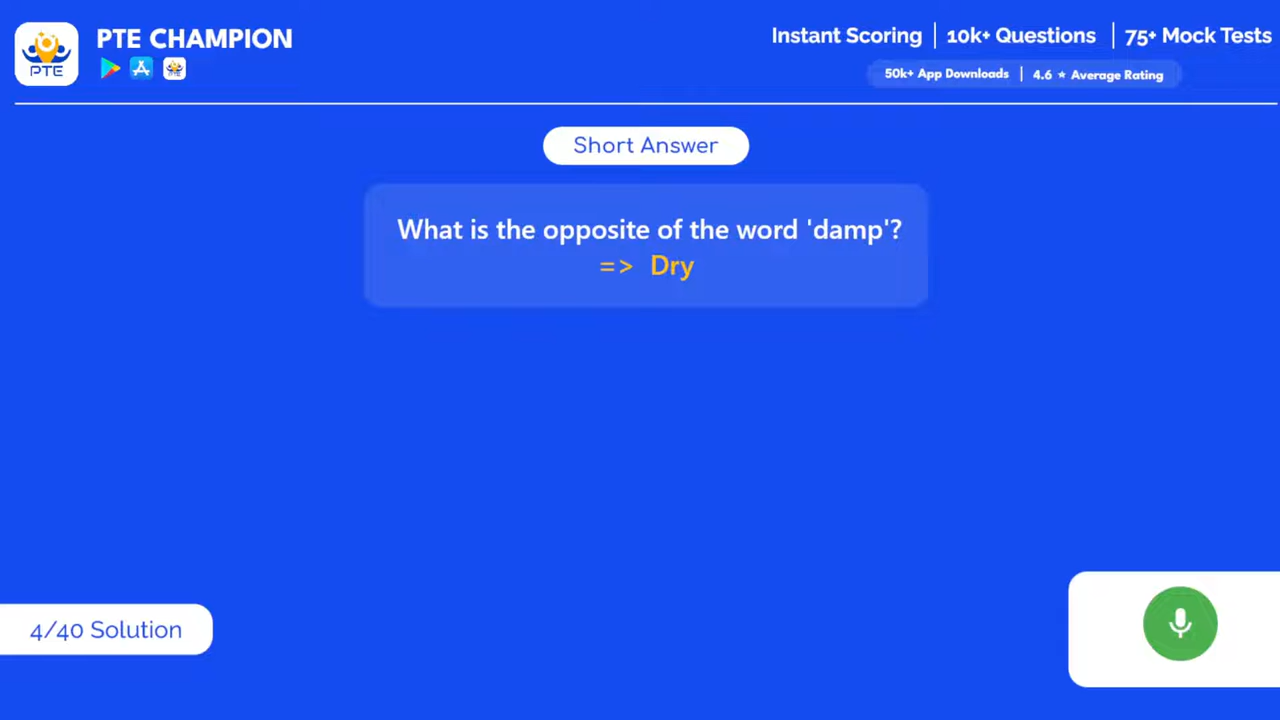 PTE CHAMPION
PTE
Instant Scoring | 10k+ Questions | 75+ Mock Tests
50k+ App Downloads | 4.6 ★ Average Rating
Short Answer
What is the opposite of the word 'damp'?
=> Dry
4/40 Solution